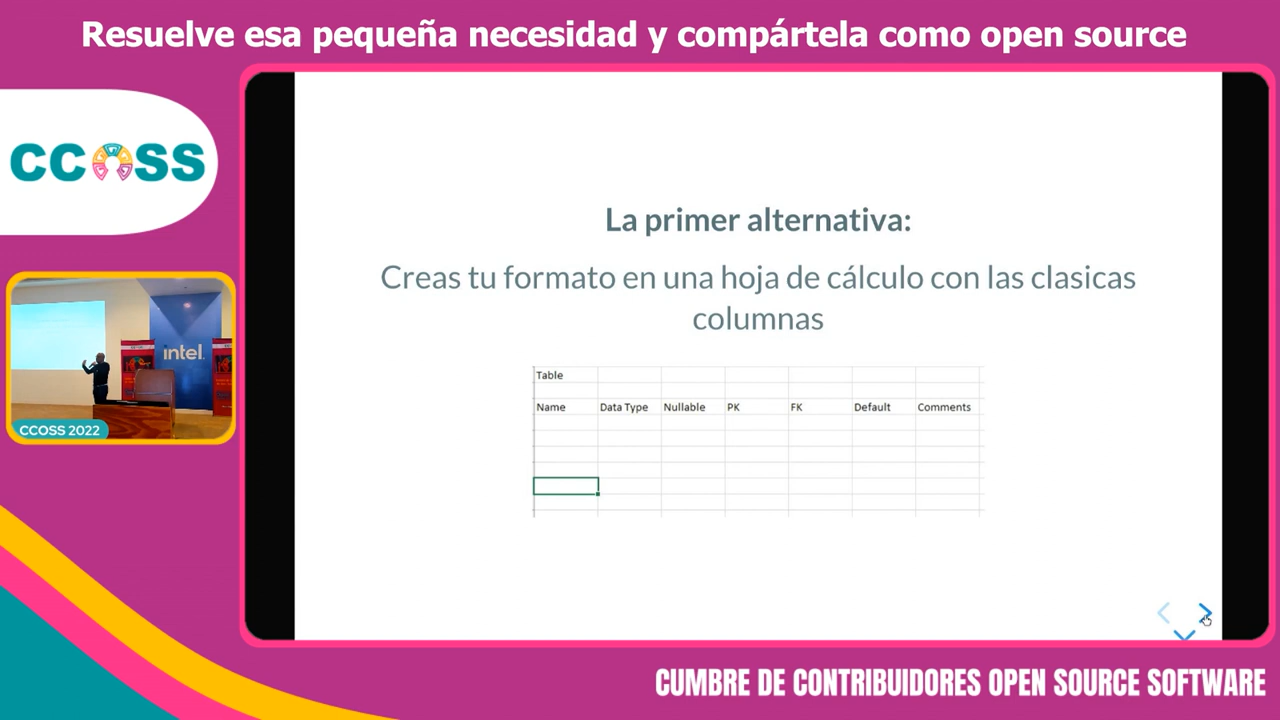 Resuelve esa pequeña necesidad y compártela como open source
CCOSS
La primer alternativa:
Creas tu formato en una hoja de cálculo con las clasicas
columnas
Table
Name Data Type Nullable PK FK Default Comments
intel.
CCOSS 2022
CUMBRE DE CONTRIBUIDORES OPEN SOURCE SOFTWARE